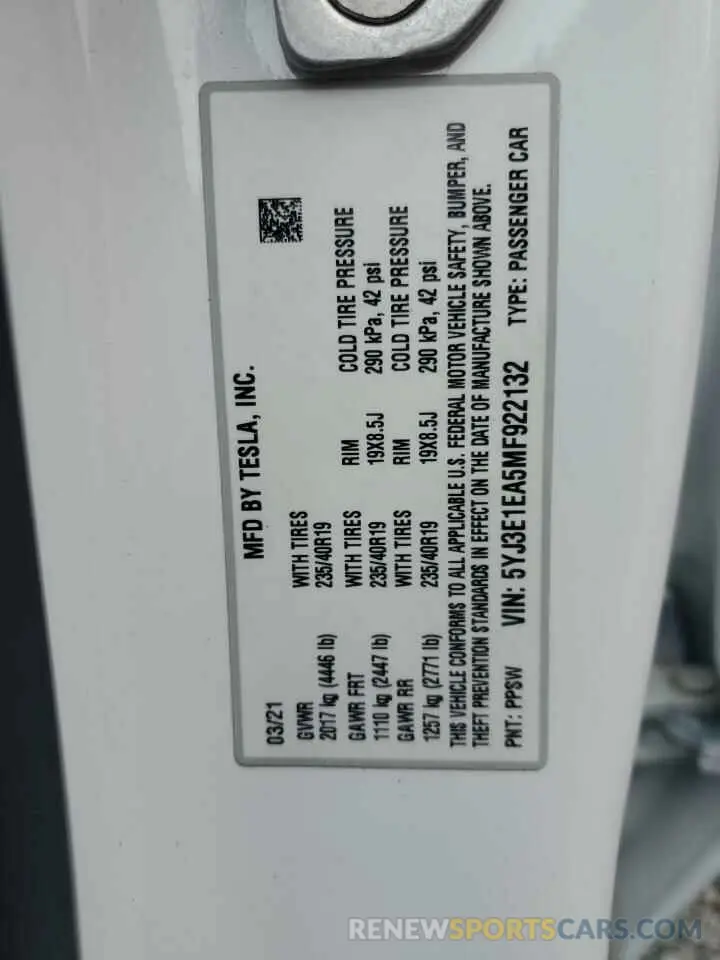 MFD BY TESLA, INC.
03/21
GVWR WITH TIRES
2017 kg (4446 lb) 235/40R19
GAWR FRT WITH TIRES RIM COLD TIRE PRESSURE
1110 kg (2447 lb) 235/40R19 19X8.5J 290 kPa, 42 psi
GAWR RR WITH TIRES RIM COLD TIRE PRESSURE
1257 kg (2771 lb) 235/40R19 19X8.5J 290 kPa, 42 psi
THIS VEHICLE CONFORMS TO ALL APPLICABLE U.S. FEDERAL MOTOR VEHICLE SAFETY, BUMPER, AND
THEFT PREVENTION STANDARDS IN EFFECT ON THE DATE OF MANUFACTURE SHOWN ABOVE.
PNT: PPSW VIN: 5YJ3E1EA5MF922132 TYPE: PASSENGER CAR
RENEWSPORTSCARS.COM